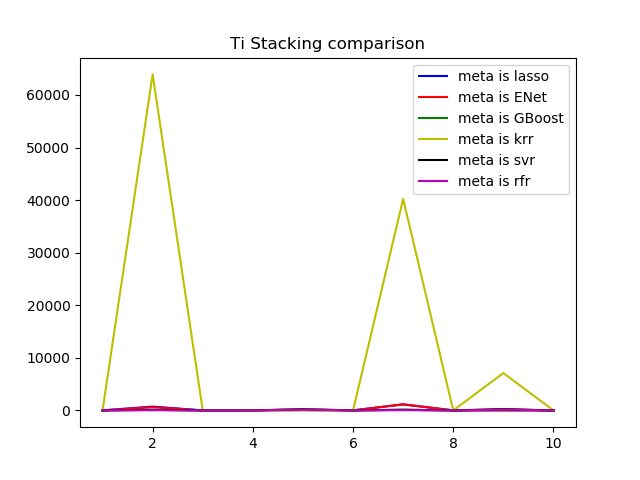 Ti Stacking comparison
meta is lasso
meta is ENet
meta is GBoost
meta is krr
meta is svr
meta is rfr
60000
50000
40000
30000
20000
10000
0
2 4 6 8 10